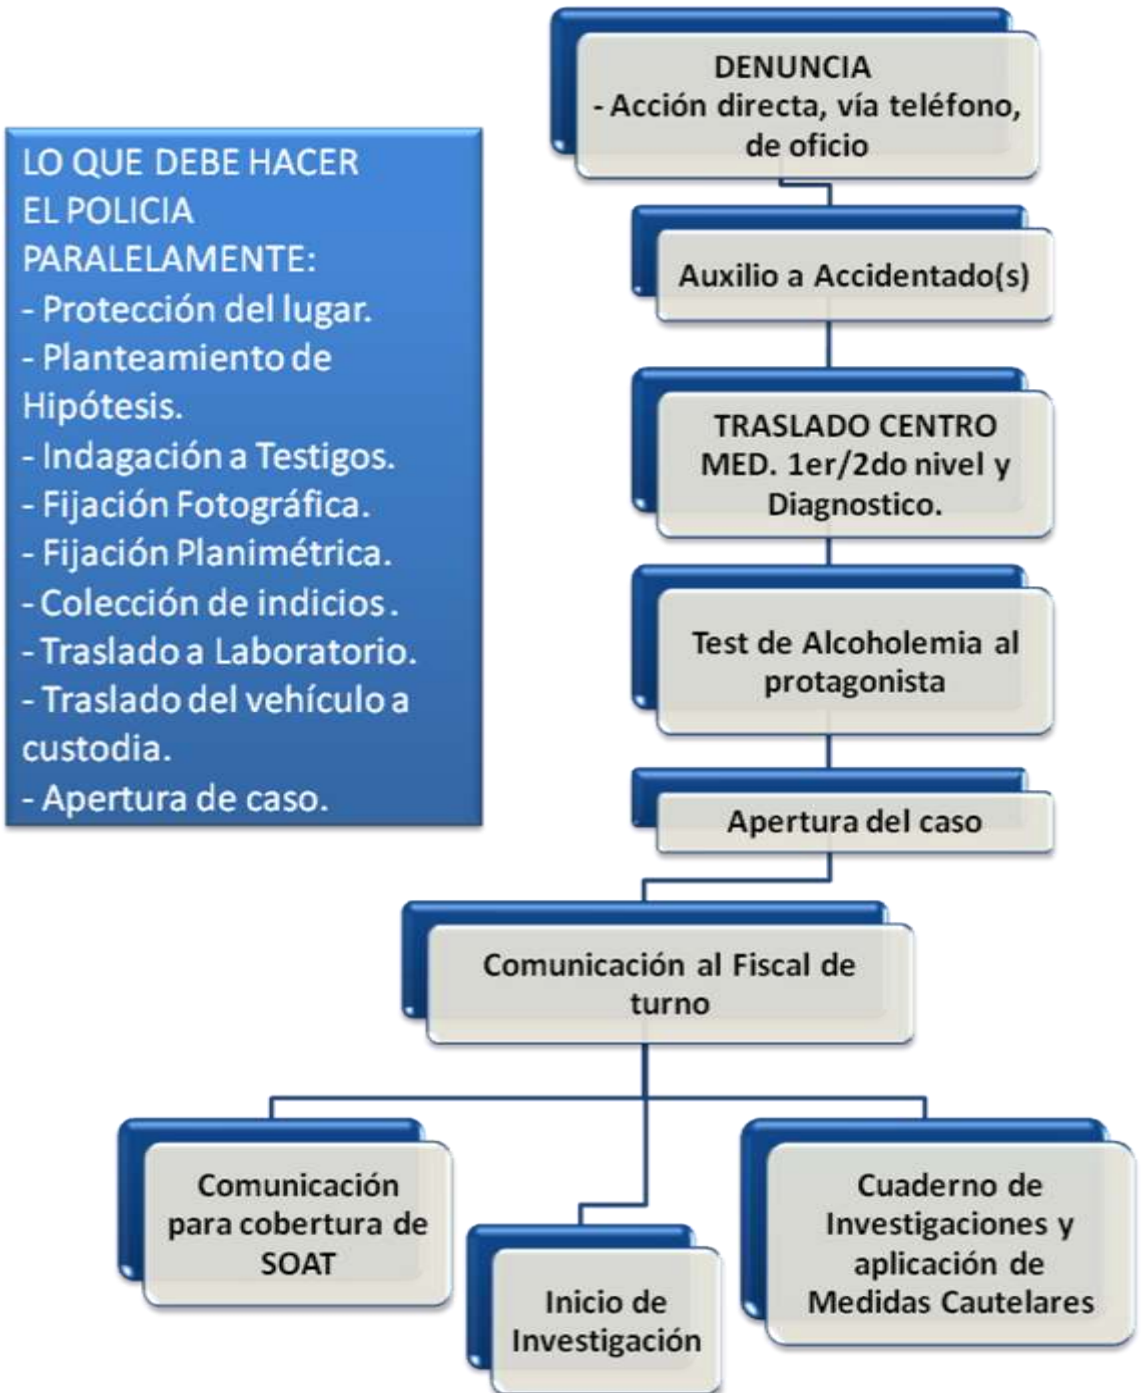 DENUNCIA
- Acción directa, vía teléfono,
de oficio
LO QUE DEBE HACER
EL POLICIA
PARALELAMENTE:
- Protección del lugar.
- Planteamiento de
Hipótesis.
- Indagación a Testigos.
- Fijación Fotográfica.
- Fijación Planimétrica.
- Colección de indicios.
- Traslado a Laboratorio.
- Traslado del vehículo a
custodia.
- Apertura de caso.
Auxilio a Accidentado(s)
TRASLADO CENTRO
MED. 1er/2do nivel y
Diagnostico.
Test de Alcoholemia al
protagonista
Apertura del caso
Comunicación al Fiscal de
turno
Comunicación
para cobertura de
SOAT
Inicio de
Investigación
Cuaderno de
Investigaciones y
aplicación de
Medidas Cautelares